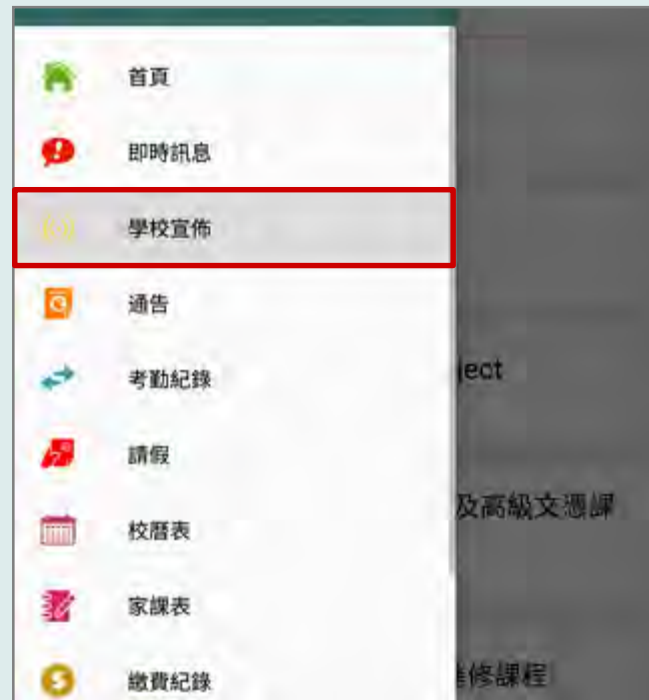 首頁
即時訊息
學校宣佈
通告
考勤紀錄
ject
請假
及高級文憑課
校曆表
家課表
繳費紀錄
修課程